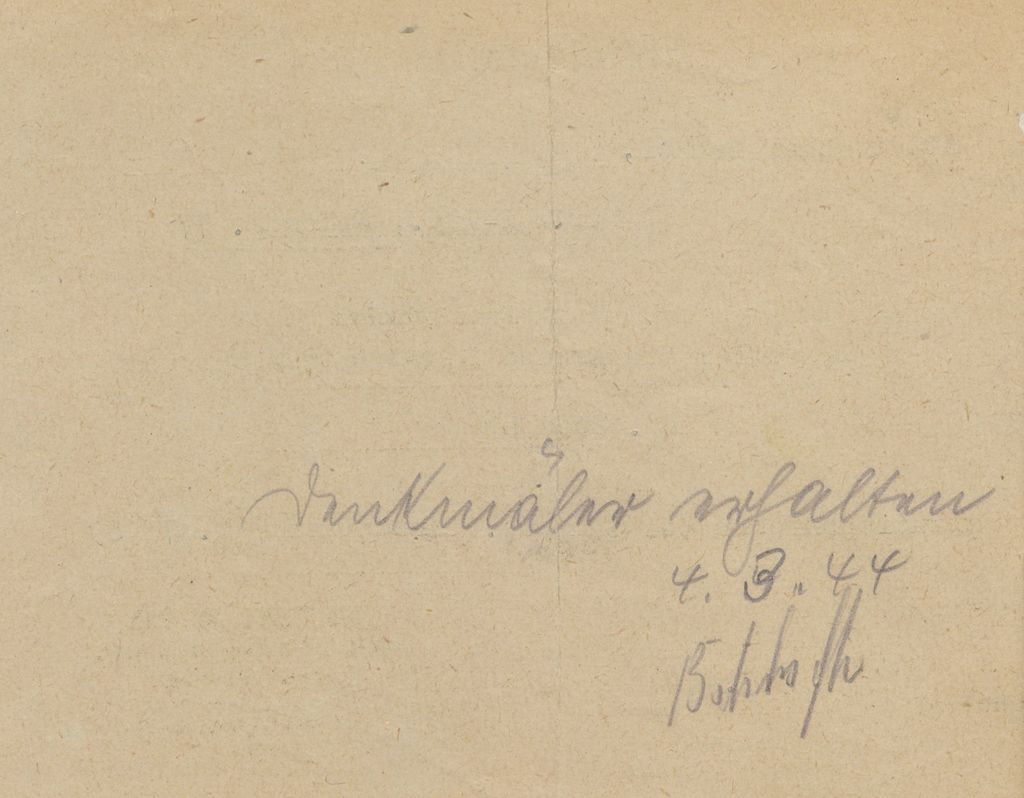 Denkmäler erhalten
4. 3. 44